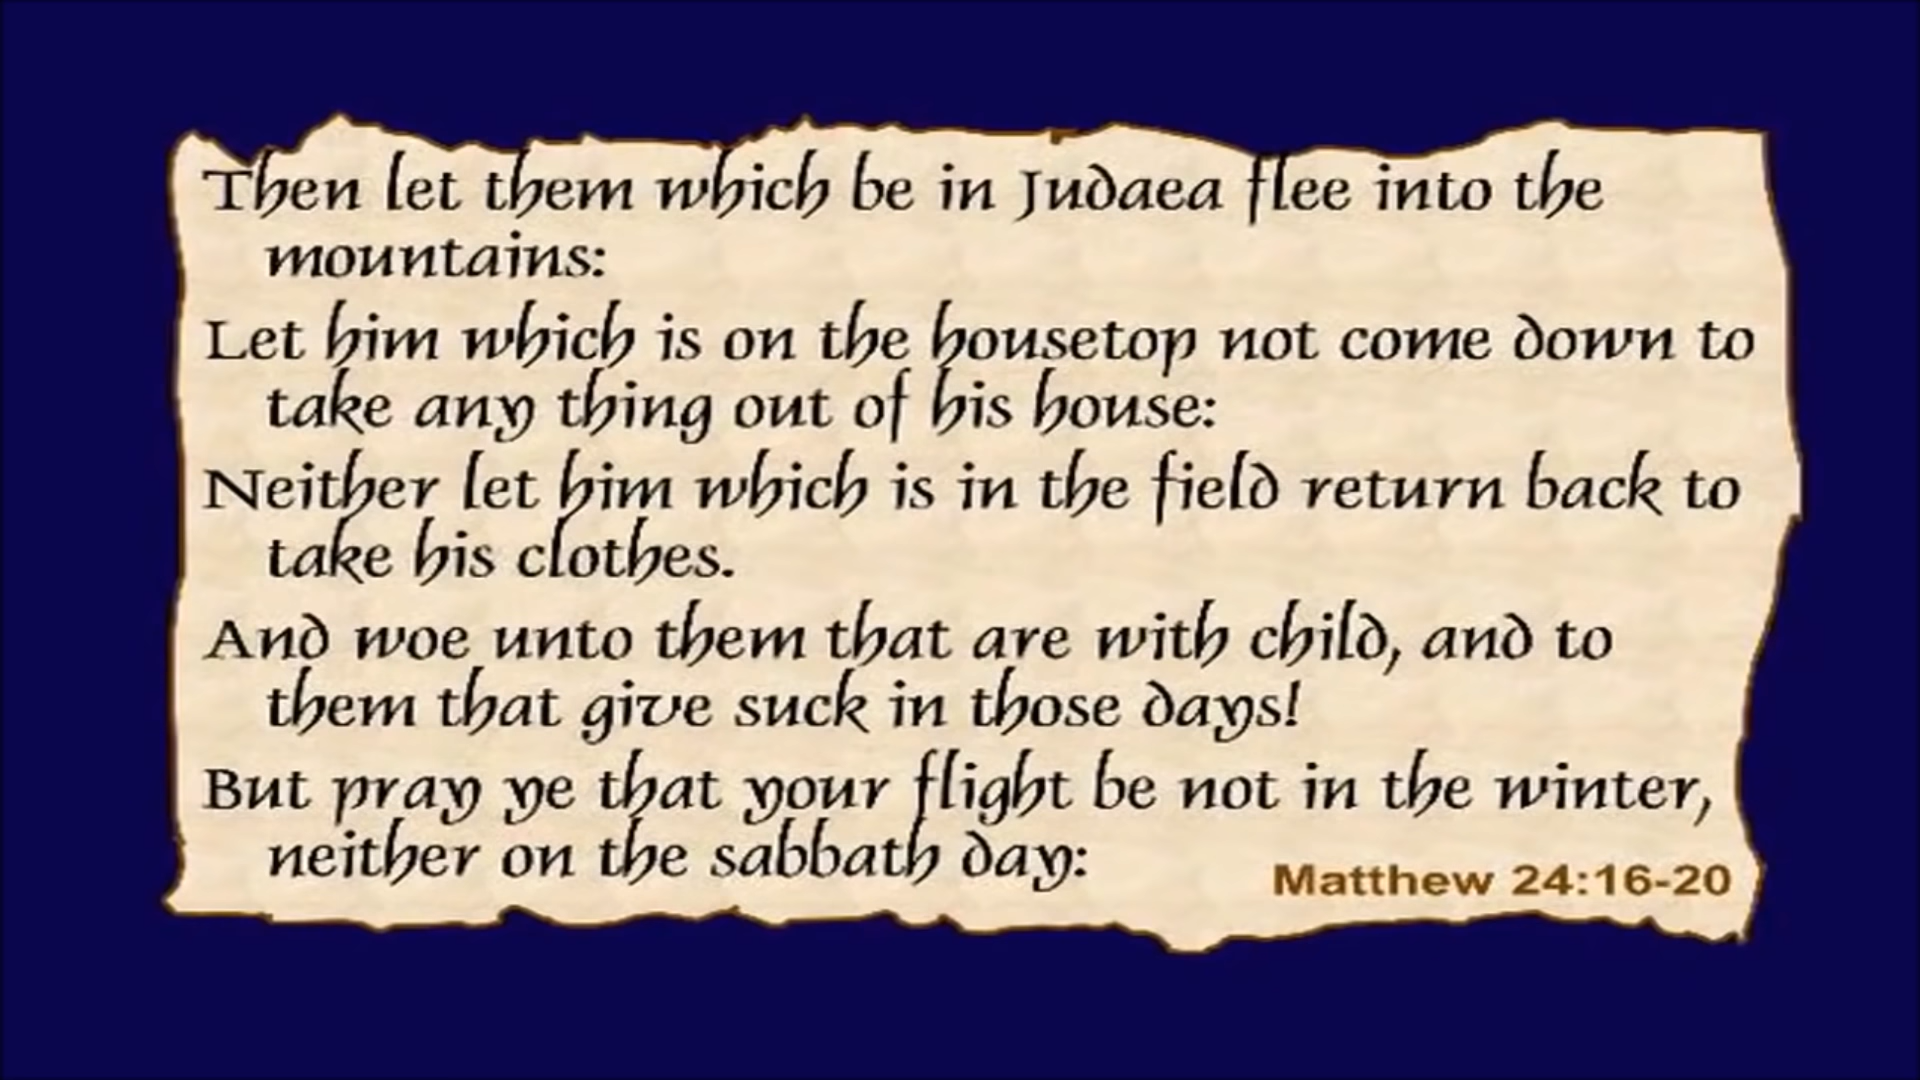 Then let them which be in Judaea flee into the
mountains:
Let him which is on the housetop not come down to
take any thing out of his house:
Neither let him which is in the field return back to
take his clothes.
And woe unto them that are with child, and to
them that give suck in those days!
But pray ye that your flight be not in the winter,
neither on the sabbath day:
Matthew 24:16-20